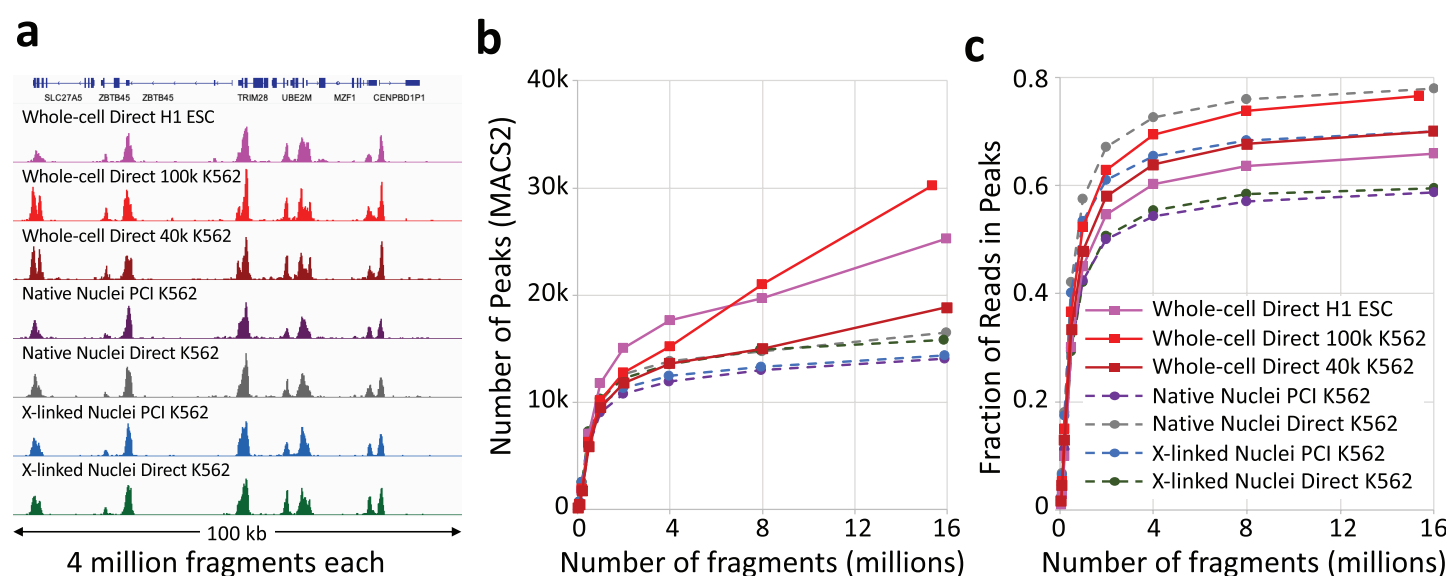 a
SLC27A5 ZBTB45 ZBTB45 TRIM28 UBE2M MZF1 CENPBD1P1
Whole-cell Direct H1 ESC
Whole-cell Direct 100k K562
Whole-cell Direct 40k K562
Native Nuclei PCI K562
Native Nuclei Direct K562
X-linked Nuclei PCI K562
X-linked Nuclei Direct K562
100 kb
4 million fragments each
b
Number of Peaks (MACS2)
40k
30k
20k
10k
0
0 4 8 12 16
Number of fragments (millions)
c
Fraction of Reads in Peaks
0.8
0.6
0.4
0.2
0
Whole-cell Direct H1 ESC
Whole-cell Direct 100k K562
Whole-cell Direct 40k K562
Native Nuclei PCI K562
Native Nuclei Direct K562
X-linked Nuclei PCI K562
X-linked Nuclei Direct K562
0 4 8 12 16
Number of fragments (millions)